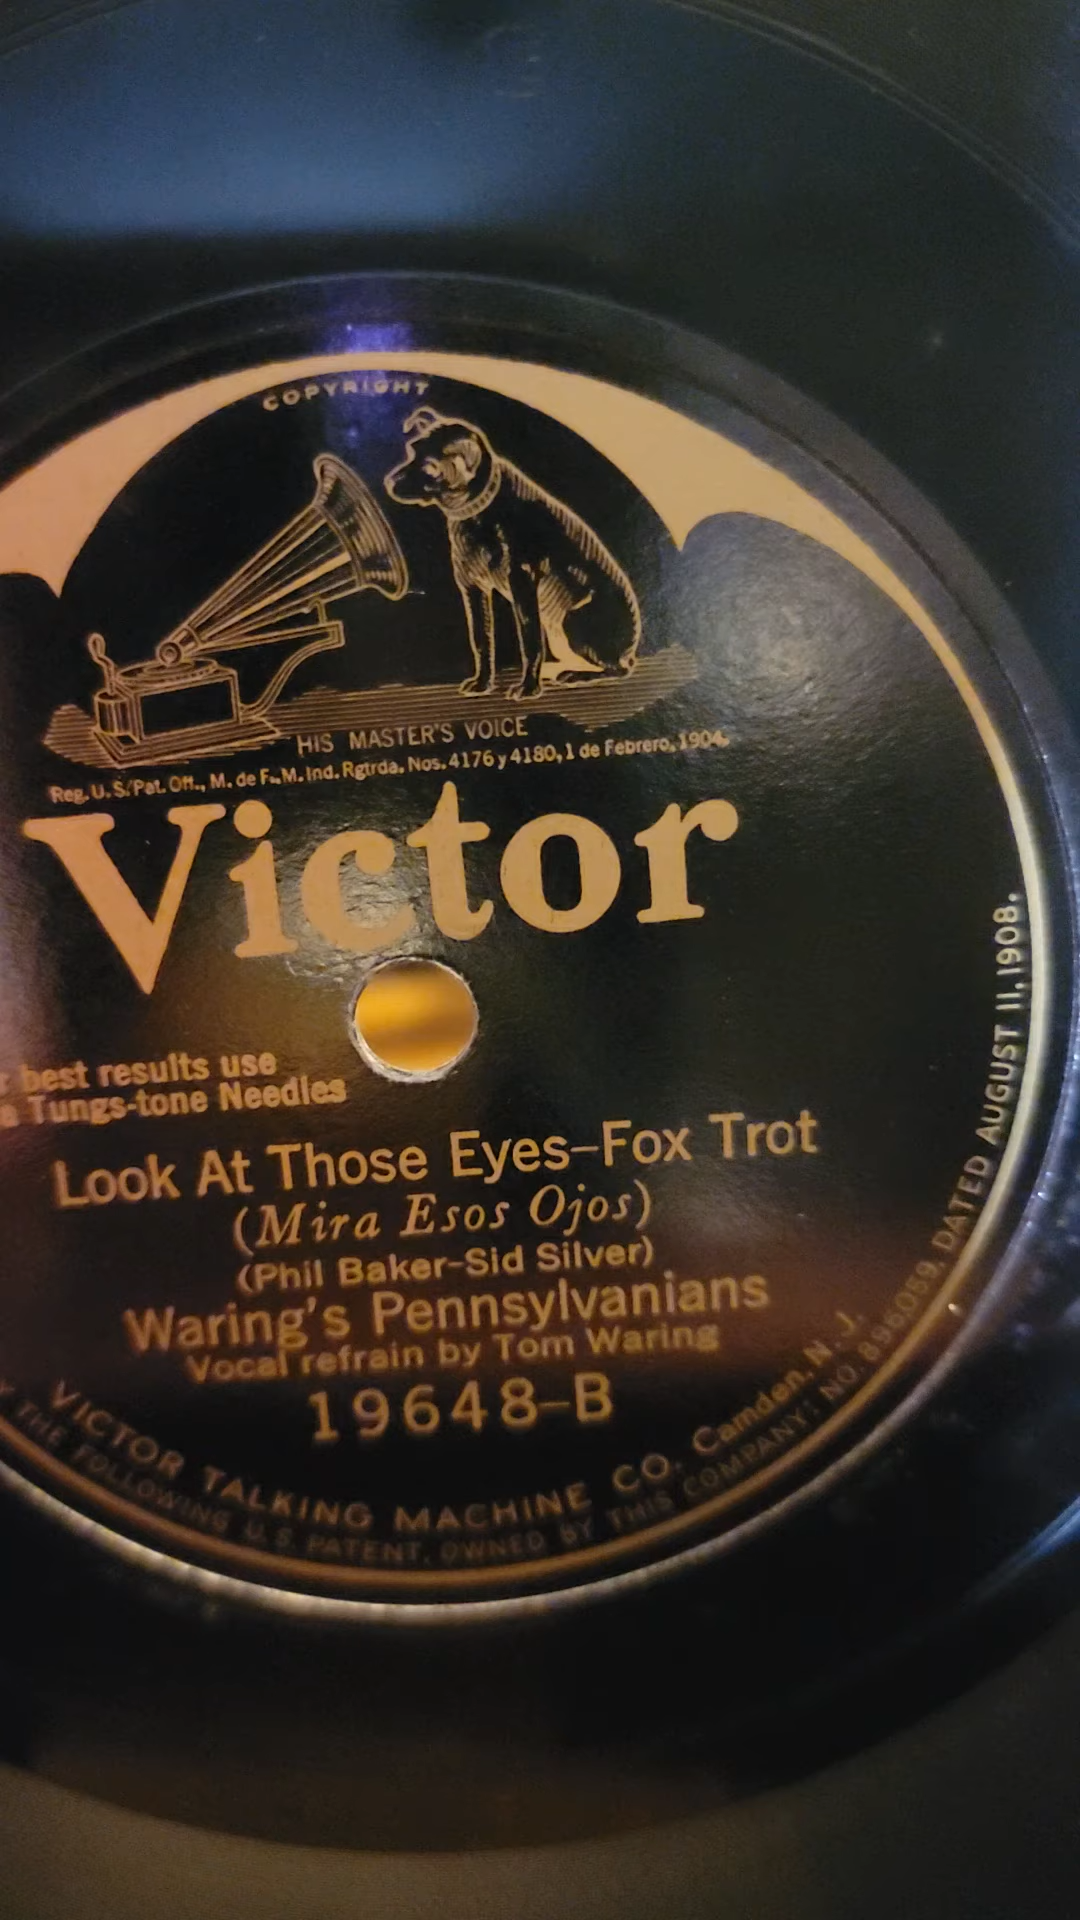 COPYRIGHT
HIS MASTER'S VOICE
Reg. U. S. Pat. Off., M. de F. M. Ind. Rgtrda. Nos. 4176 y 4180, 1 de Febrero, 1904.
Victor
best results use
Tungs-tone Needles
Look At Those Eyes–Fox Trot
(Mira Esos Ojos)
(Phil Baker-Sid Silver)
Waring's Pennsylvanians
Vocal refrain by Tom Waring
19648–B
VICTOR TALKING MACHINE CO. Camden, N. J.
THE FOLLOWING U. S. PATENT, OWNED BY THIS COMPANY: NO. 896059, DATED AUGUST 11, 1908.